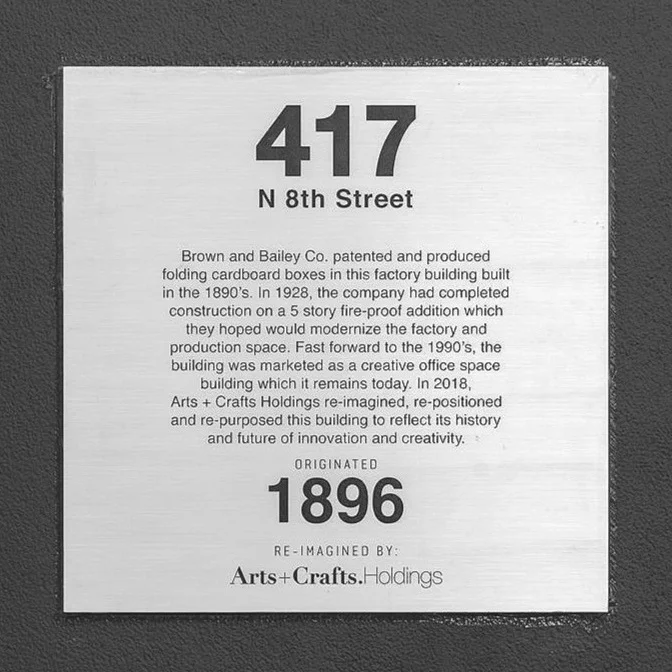 417
N 8th Street
Brown and Bailey Co. patented and produced
folding cardboard boxes in this factory building built
in the 1890's. In 1928, the company had completed
construction on a 5 story fire-proof addition which
they hoped would modernize the factory and
production space. Fast forward to the 1990's, the
building was marketed as a creative office space
building which it remains today. In 2018,
Arts + Crafts Holdings re-imagined, re-positioned
and re-purposed this building to reflect its history
and future of innovation and creativity.
ORIGINATED
1896
RE-IMAGINED BY:
Arts+Crafts.Holdings